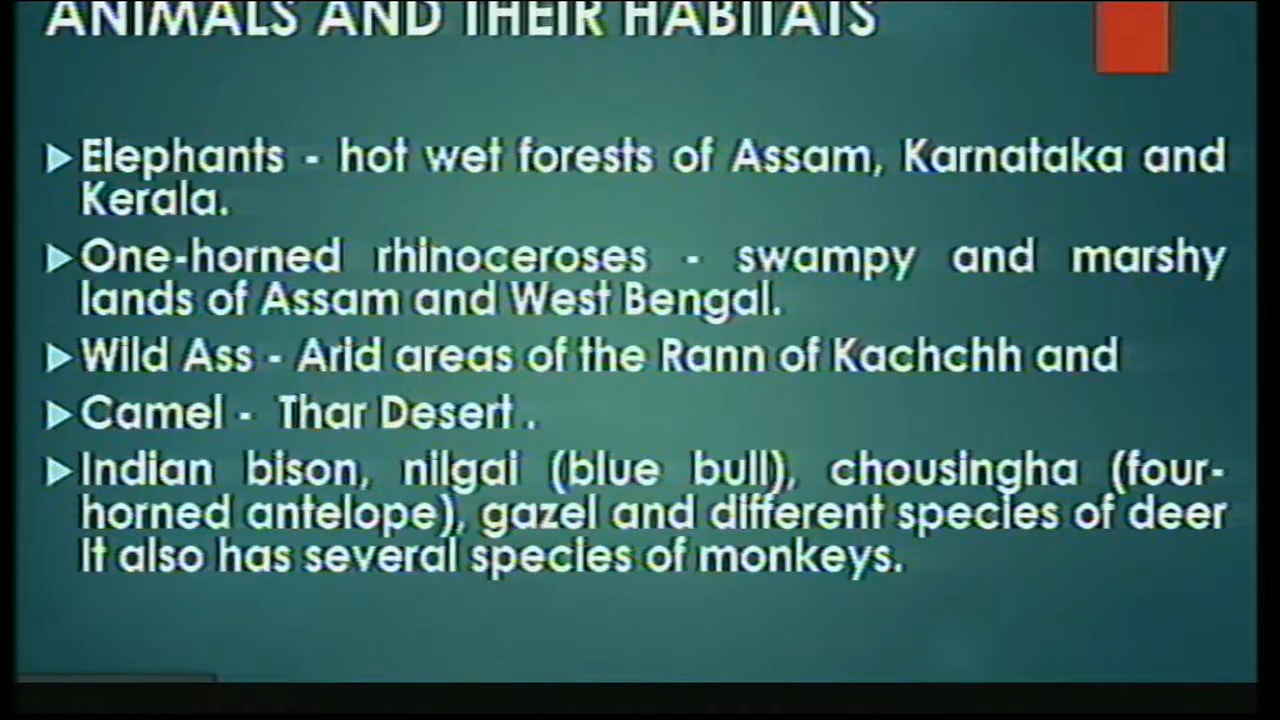 ANIMALS AND THEIR HABITATS
Elephants - hot wet forests of Assam, Karnataka and
Kerala.
One-horned rhinoceroses - swampy and marshy
lands of Assam and West Bengal.
Wild Ass - Arid areas of the Rann of Kachchh and
Camel - Thar Desert .
Indian bison, nilgai (blue bull), chousingha (four-
horned antelope), gazel and different species of deer
It also has several species of monkeys.